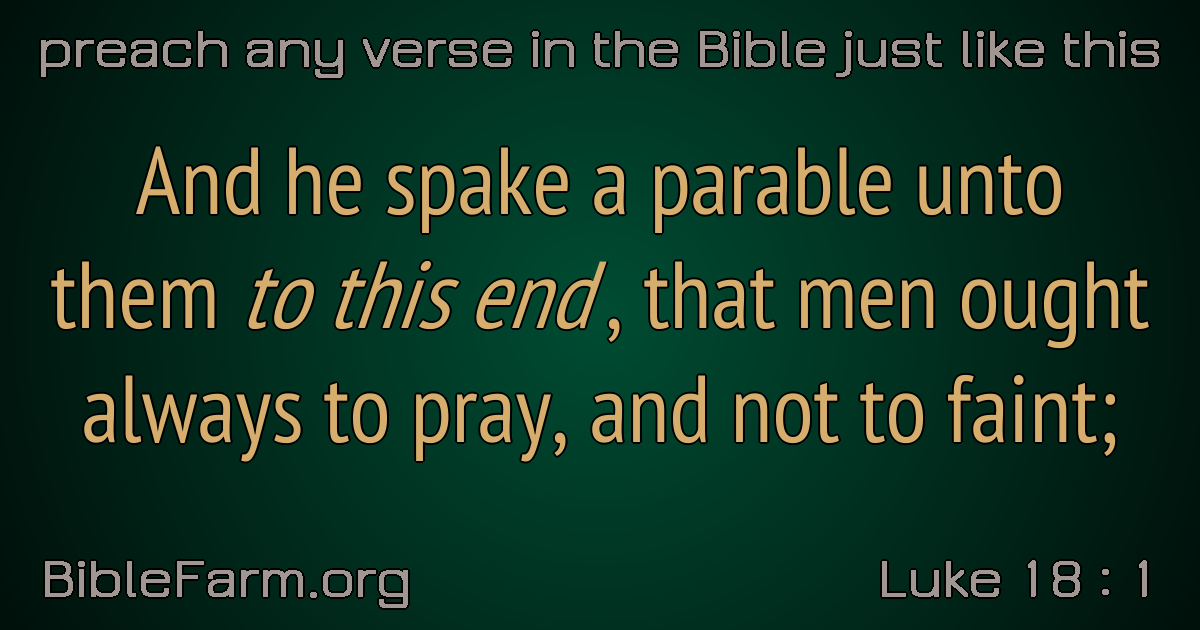 preach any verse in the Bible just like this
And he spake a parable unto
them to this end, that men ought
always to pray, and not to faint;
BibleFarm.org
Luke 18 : 1